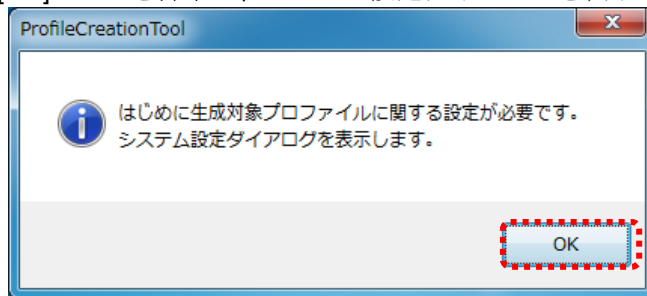 ProfileCreationTool
はじめに生成対象プロファイルに関する設定が必要です。
システム設定ダイアログを表示します。
OK